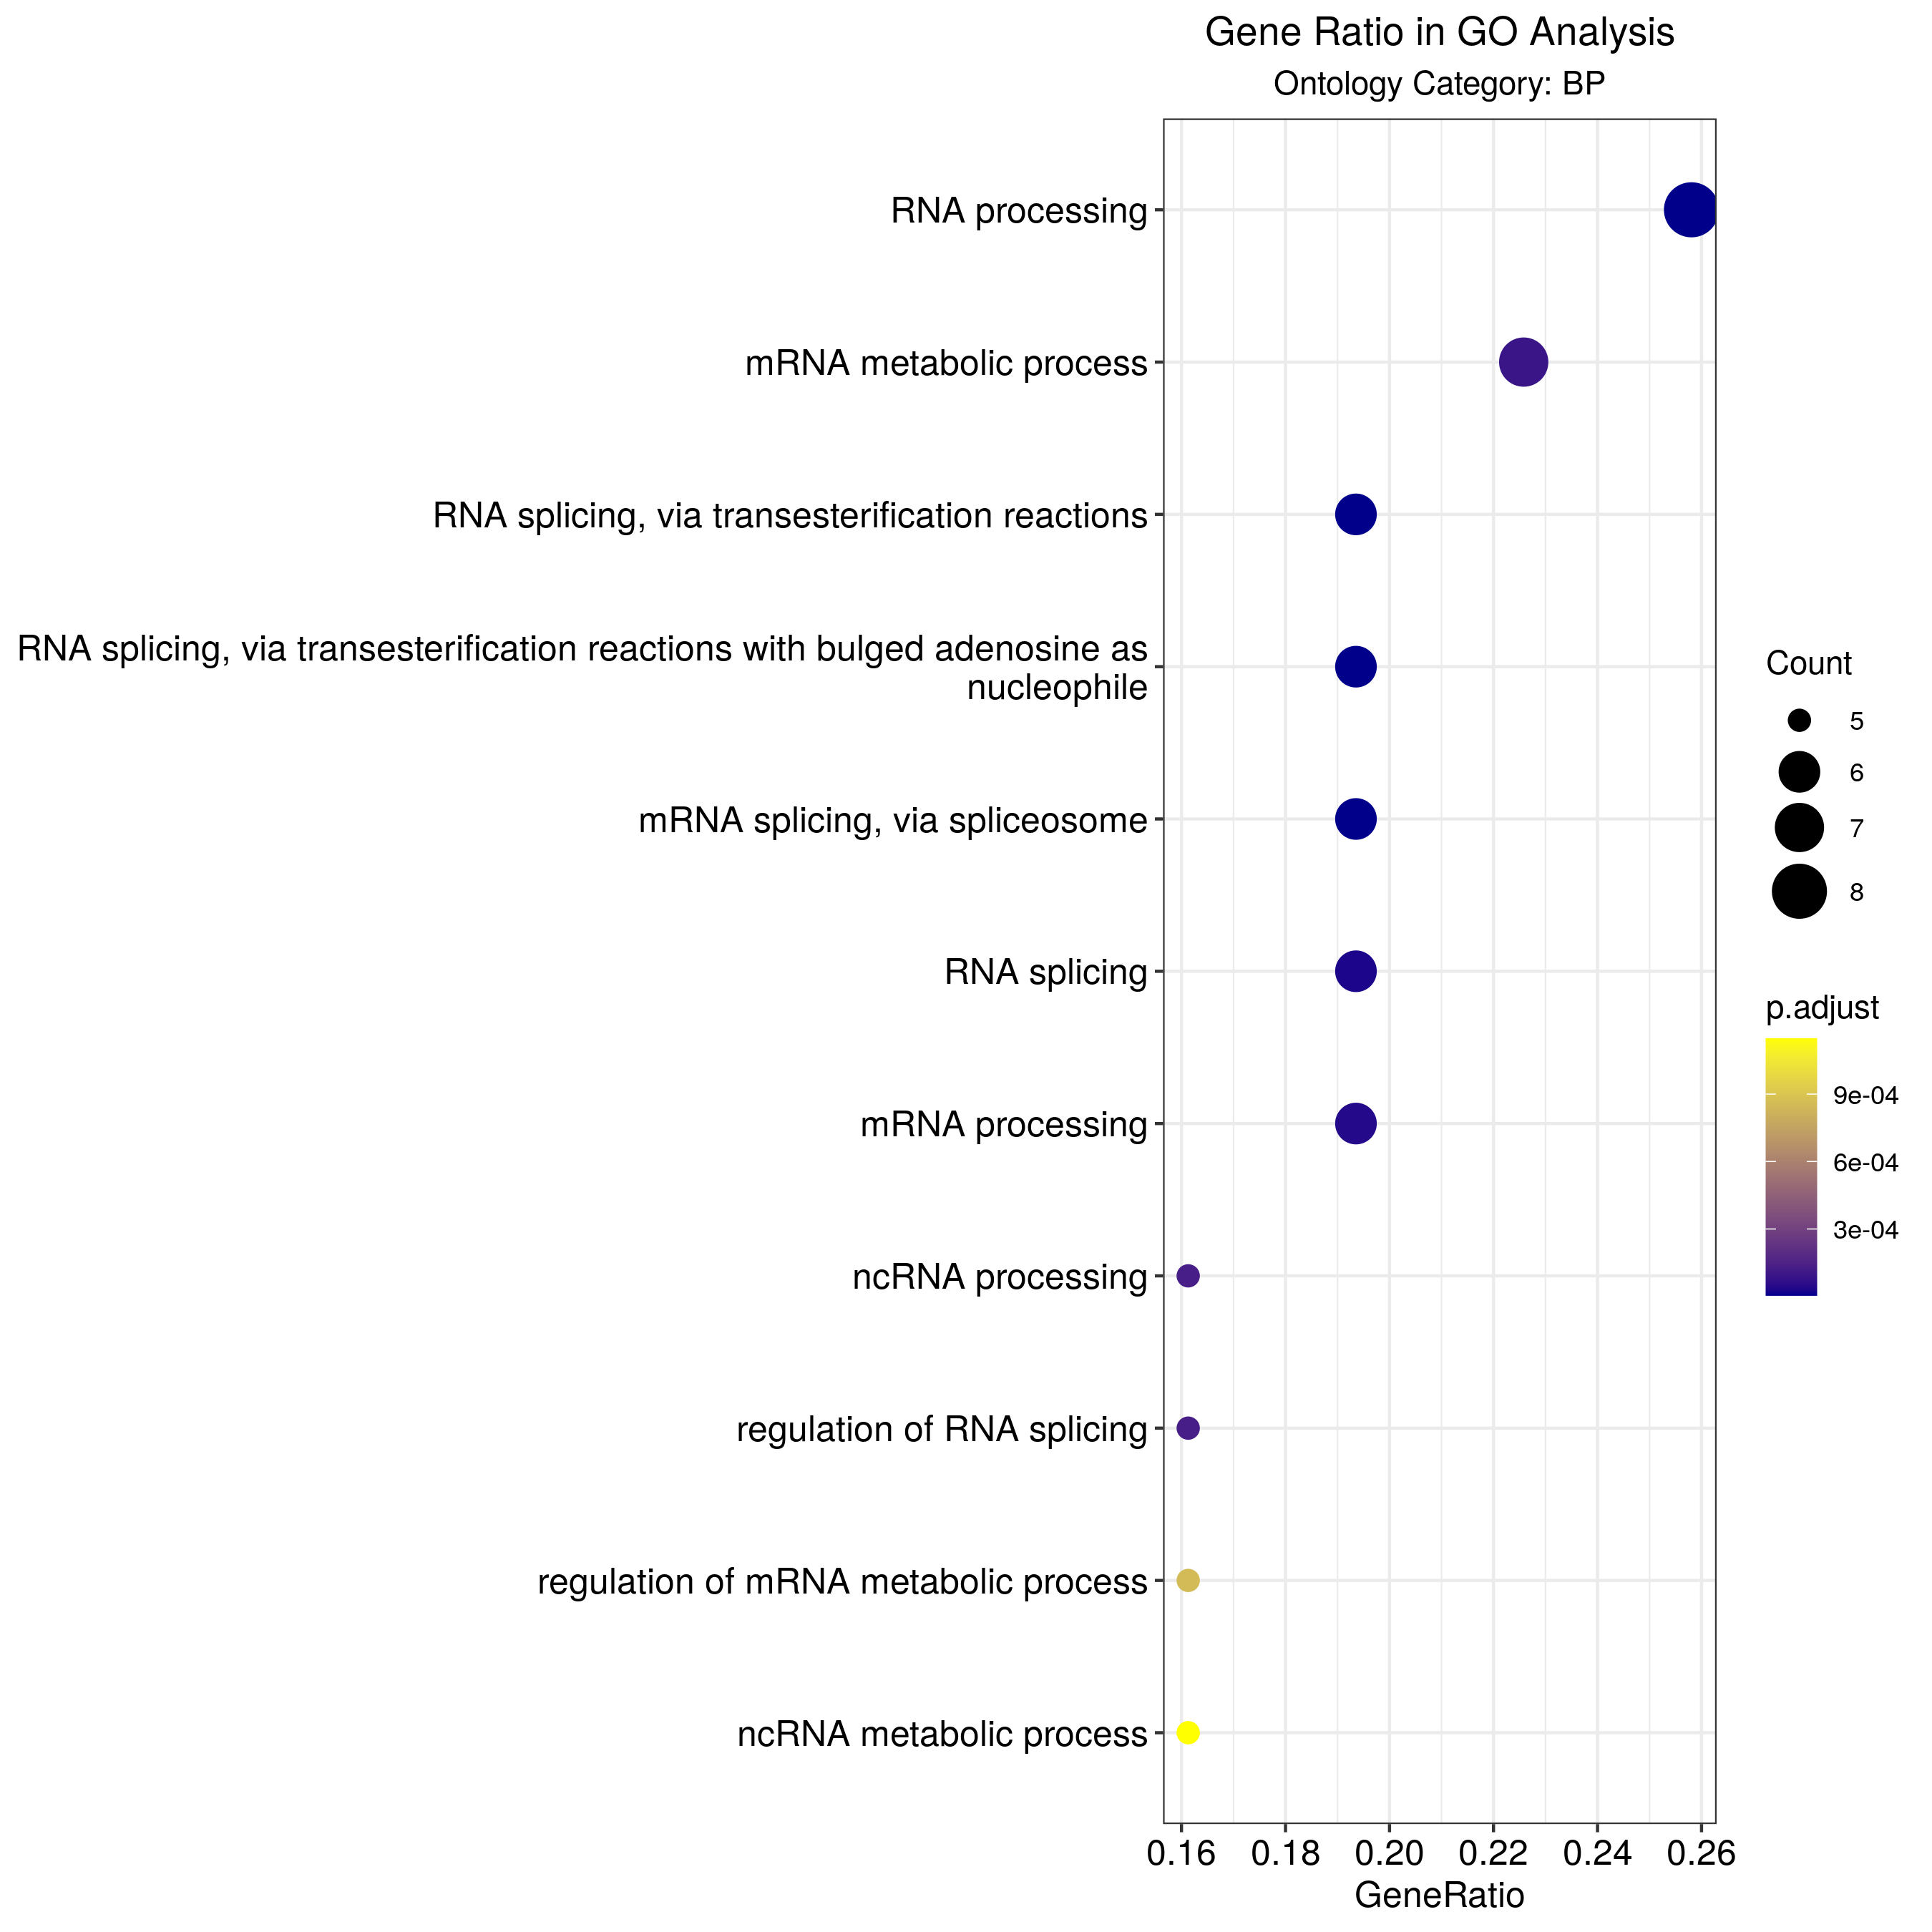 Gene Ratio in GO Analysis
Ontology Category: BP
RNA processing
mRNA metabolic process
RNA splicing, via transesterification reactions
RNA splicing, via transesterification reactions with bulged adenosine as
nucleophile
mRNA splicing, via spliceosome
RNA splicing
mRNA processing
ncRNA processing
regulation of RNA splicing
regulation of mRNA metabolic process
ncRNA metabolic process
0.16 0.18 0.20 0.22 0.24 0.26
GeneRatio
Count
5
6
7
8
p.adjust
9e-04
6e-04
3e-04